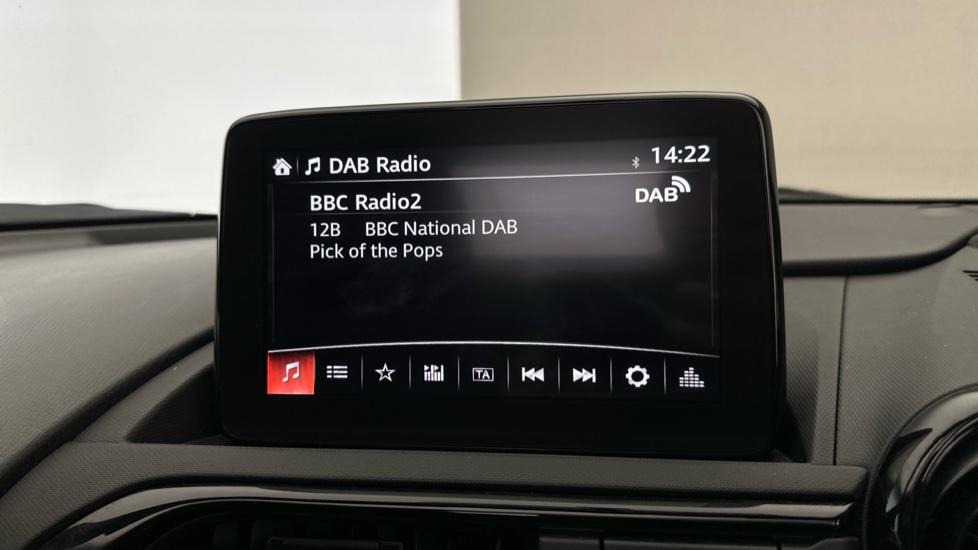 DAB Radio 14:22
BBC Radio2 DAB
12B BBC National DAB
Pick of the Pops
TA